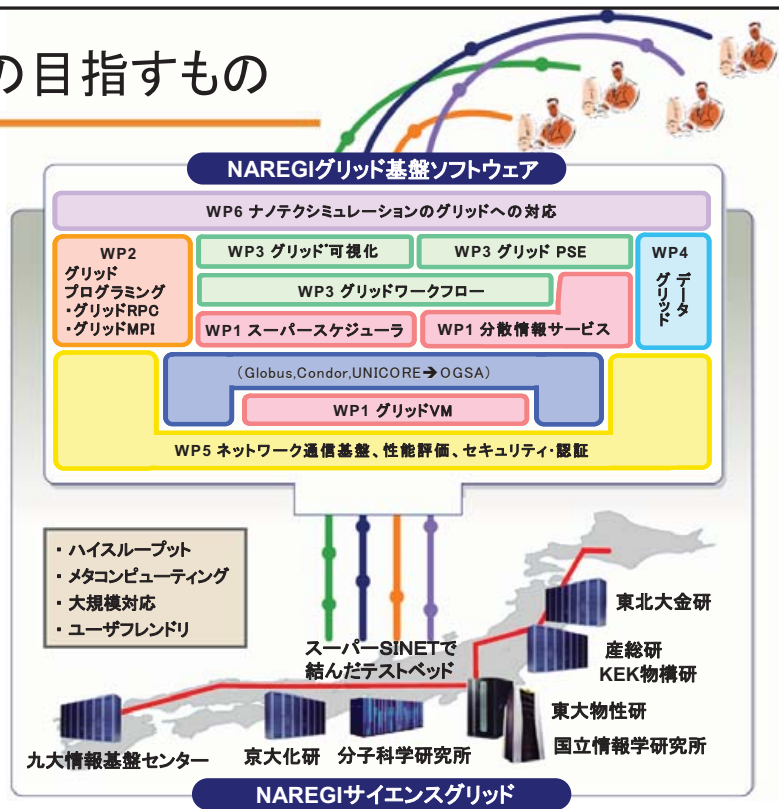 の目指すもの
NAREGIグリッド基盤ソフトウェア
WP6 ナノテクシミュレーションのグリッドへの対応
WP2
グリッド
プログラミング
・グリッドRPC
・グリッドMPI
WP3 グリッド可視化
WP3 グリッド PSE
WP4
データ
グリッド
WP3 グリッドワークフロー
WP1 スーパースケジューラ
WP1 分散情報サービス
(Globus,Condor,UNICORE➔OGSA)
WP1 グリッドVM
WP5 ネットワーク通信基盤、性能評価、セキュリティ・認証
・ ハイスループット
・ メタコンピューティング
・ 大規模対応
・ ユーザフレンドリ
スーパーSINETで
結んだテストベッド
東北大金研
産総研
KEK物構研
東大物性研
国立情報学研究所
九大情報基盤センター
京大化研
分子科学研究所
NAREGIサイエンスグリッド